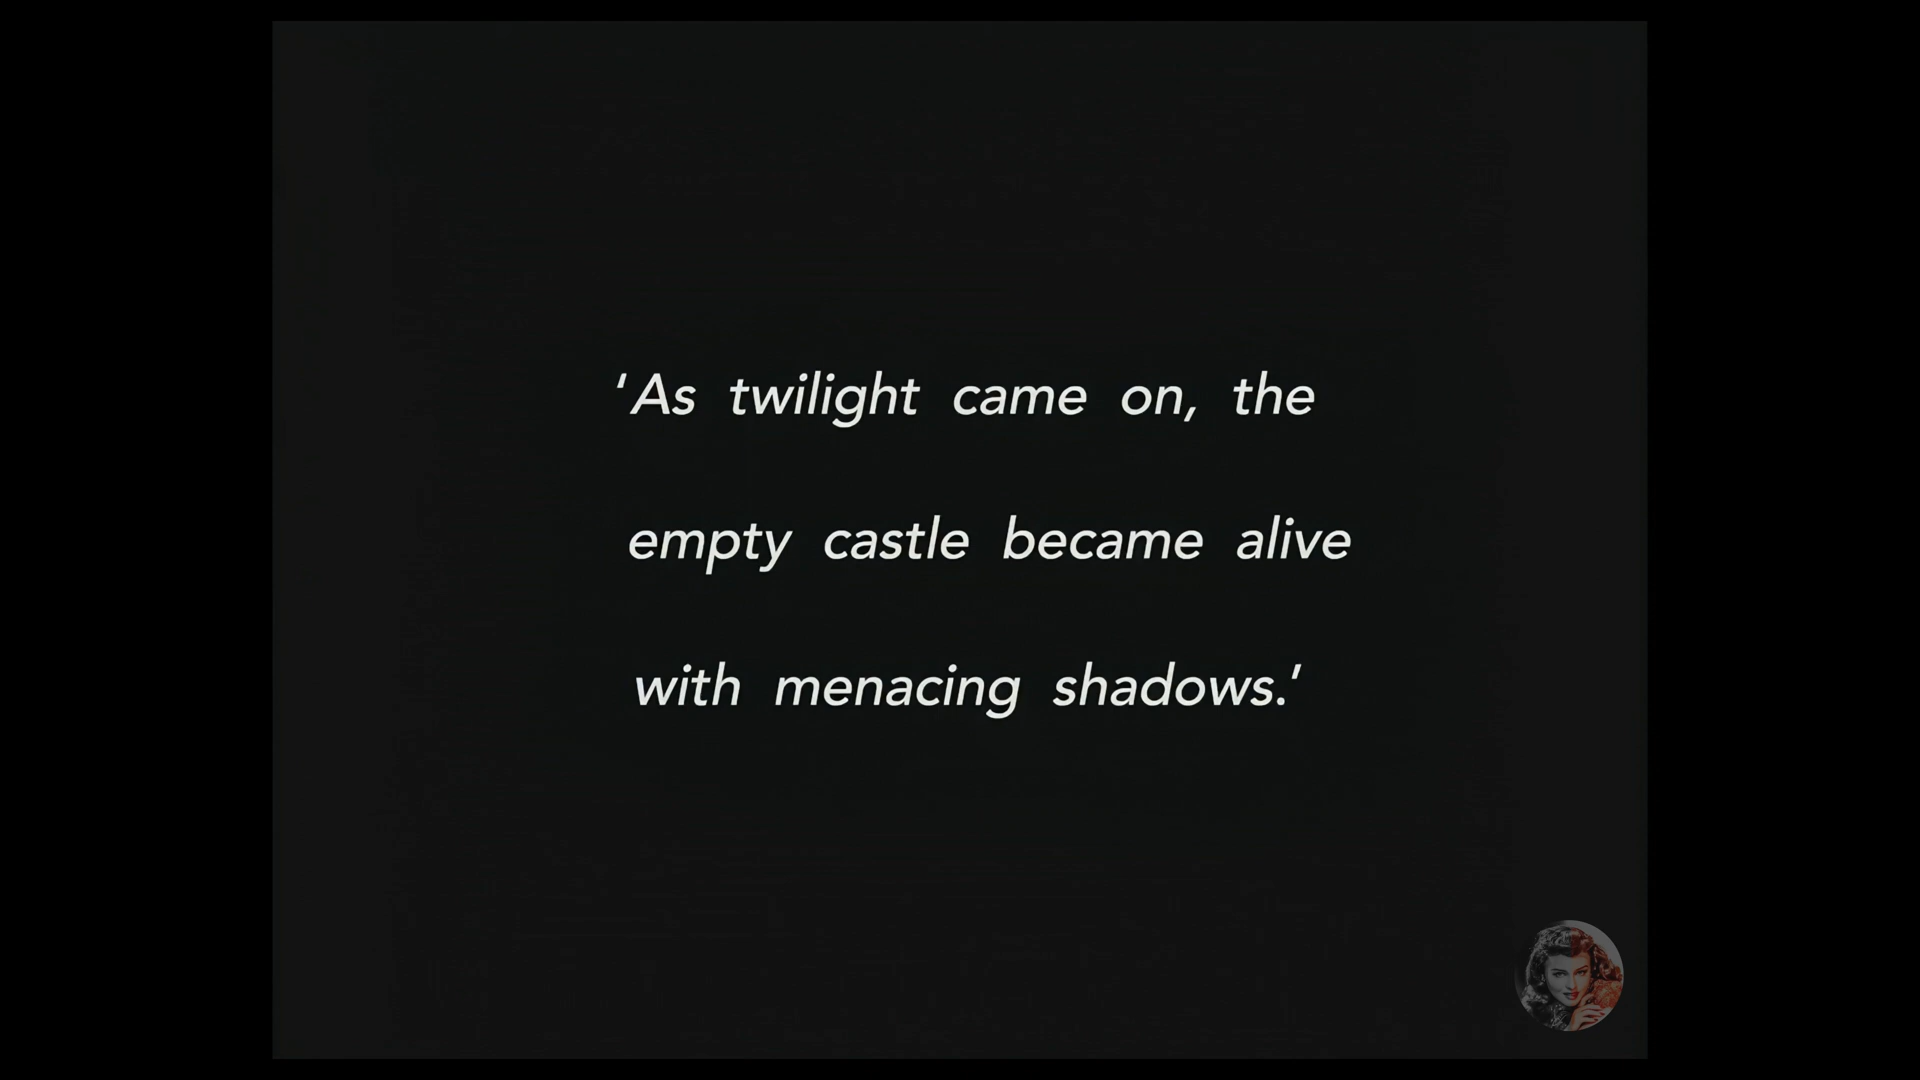 ‘As twilight came on, the
empty castle became alive
with menacing shadows.’